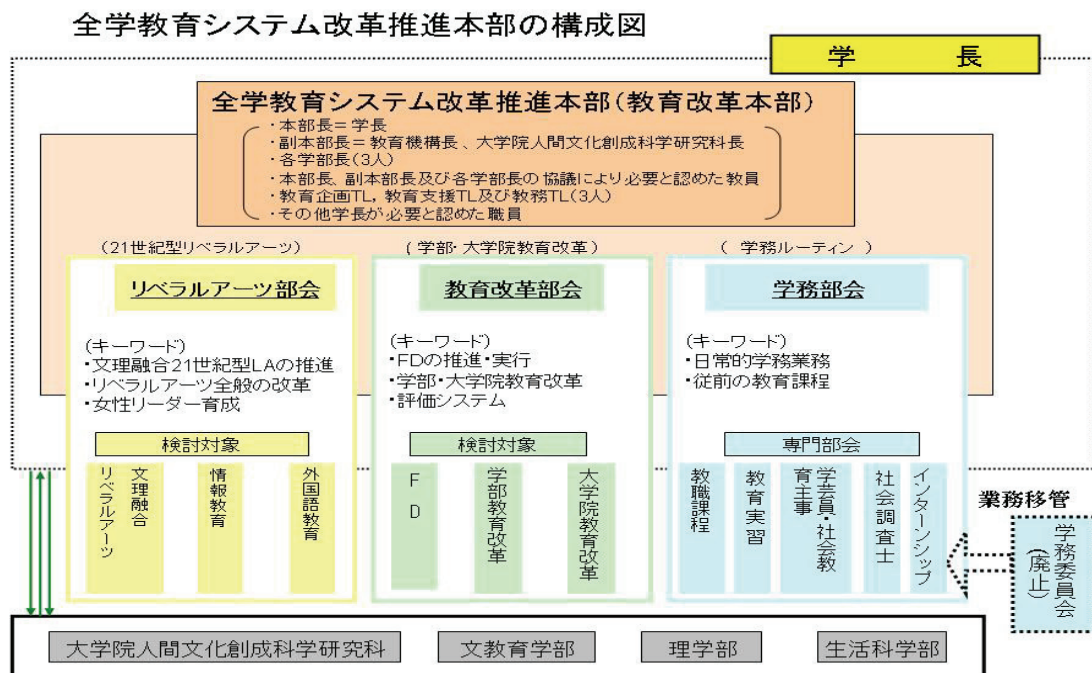 全学教育システム改革推進本部の構成図
学　　長
全学教育システム改革推進本部(教育改革本部)
・本部長＝学長
・副本部長＝教育機構長、大学院人間文化創成科学研究科長
・各学部長(3人)
・本部長、副本部長及び各学部長の協議により必要と認めた教員
・教育企画TL，教育支援TL及び教務TL(3人)
・その他学長が必要と認めた職員
(21世紀型リベラルアーツ)
リベラルアーツ部会
(キーワード)
・文理融合21世紀型LAの推進
・リベラルアーツ全般の改革
・女性リーダー育成
検討対象
文理融合
リベラルアーツ
情報教育
外国語教育
(学部・大学院教育改革)
教育改革部会
(キーワード)
・FDの推進・実行
・学部・大学院教育改革
・評価システム
検討対象
FD
学部教育改革
大学院教育改革
(学務ルーティン)
学務部会
(キーワード)
・日常的学務業務
・従前の教育課程
専門部会
教職課程
教育実習
学芸員・社会教
育主事
社会調査士
インターンシップ
業務移管
学務委員会
(廃止)
大学院人間文化創成科学研究科
文教育学部
理学部
生活科学部